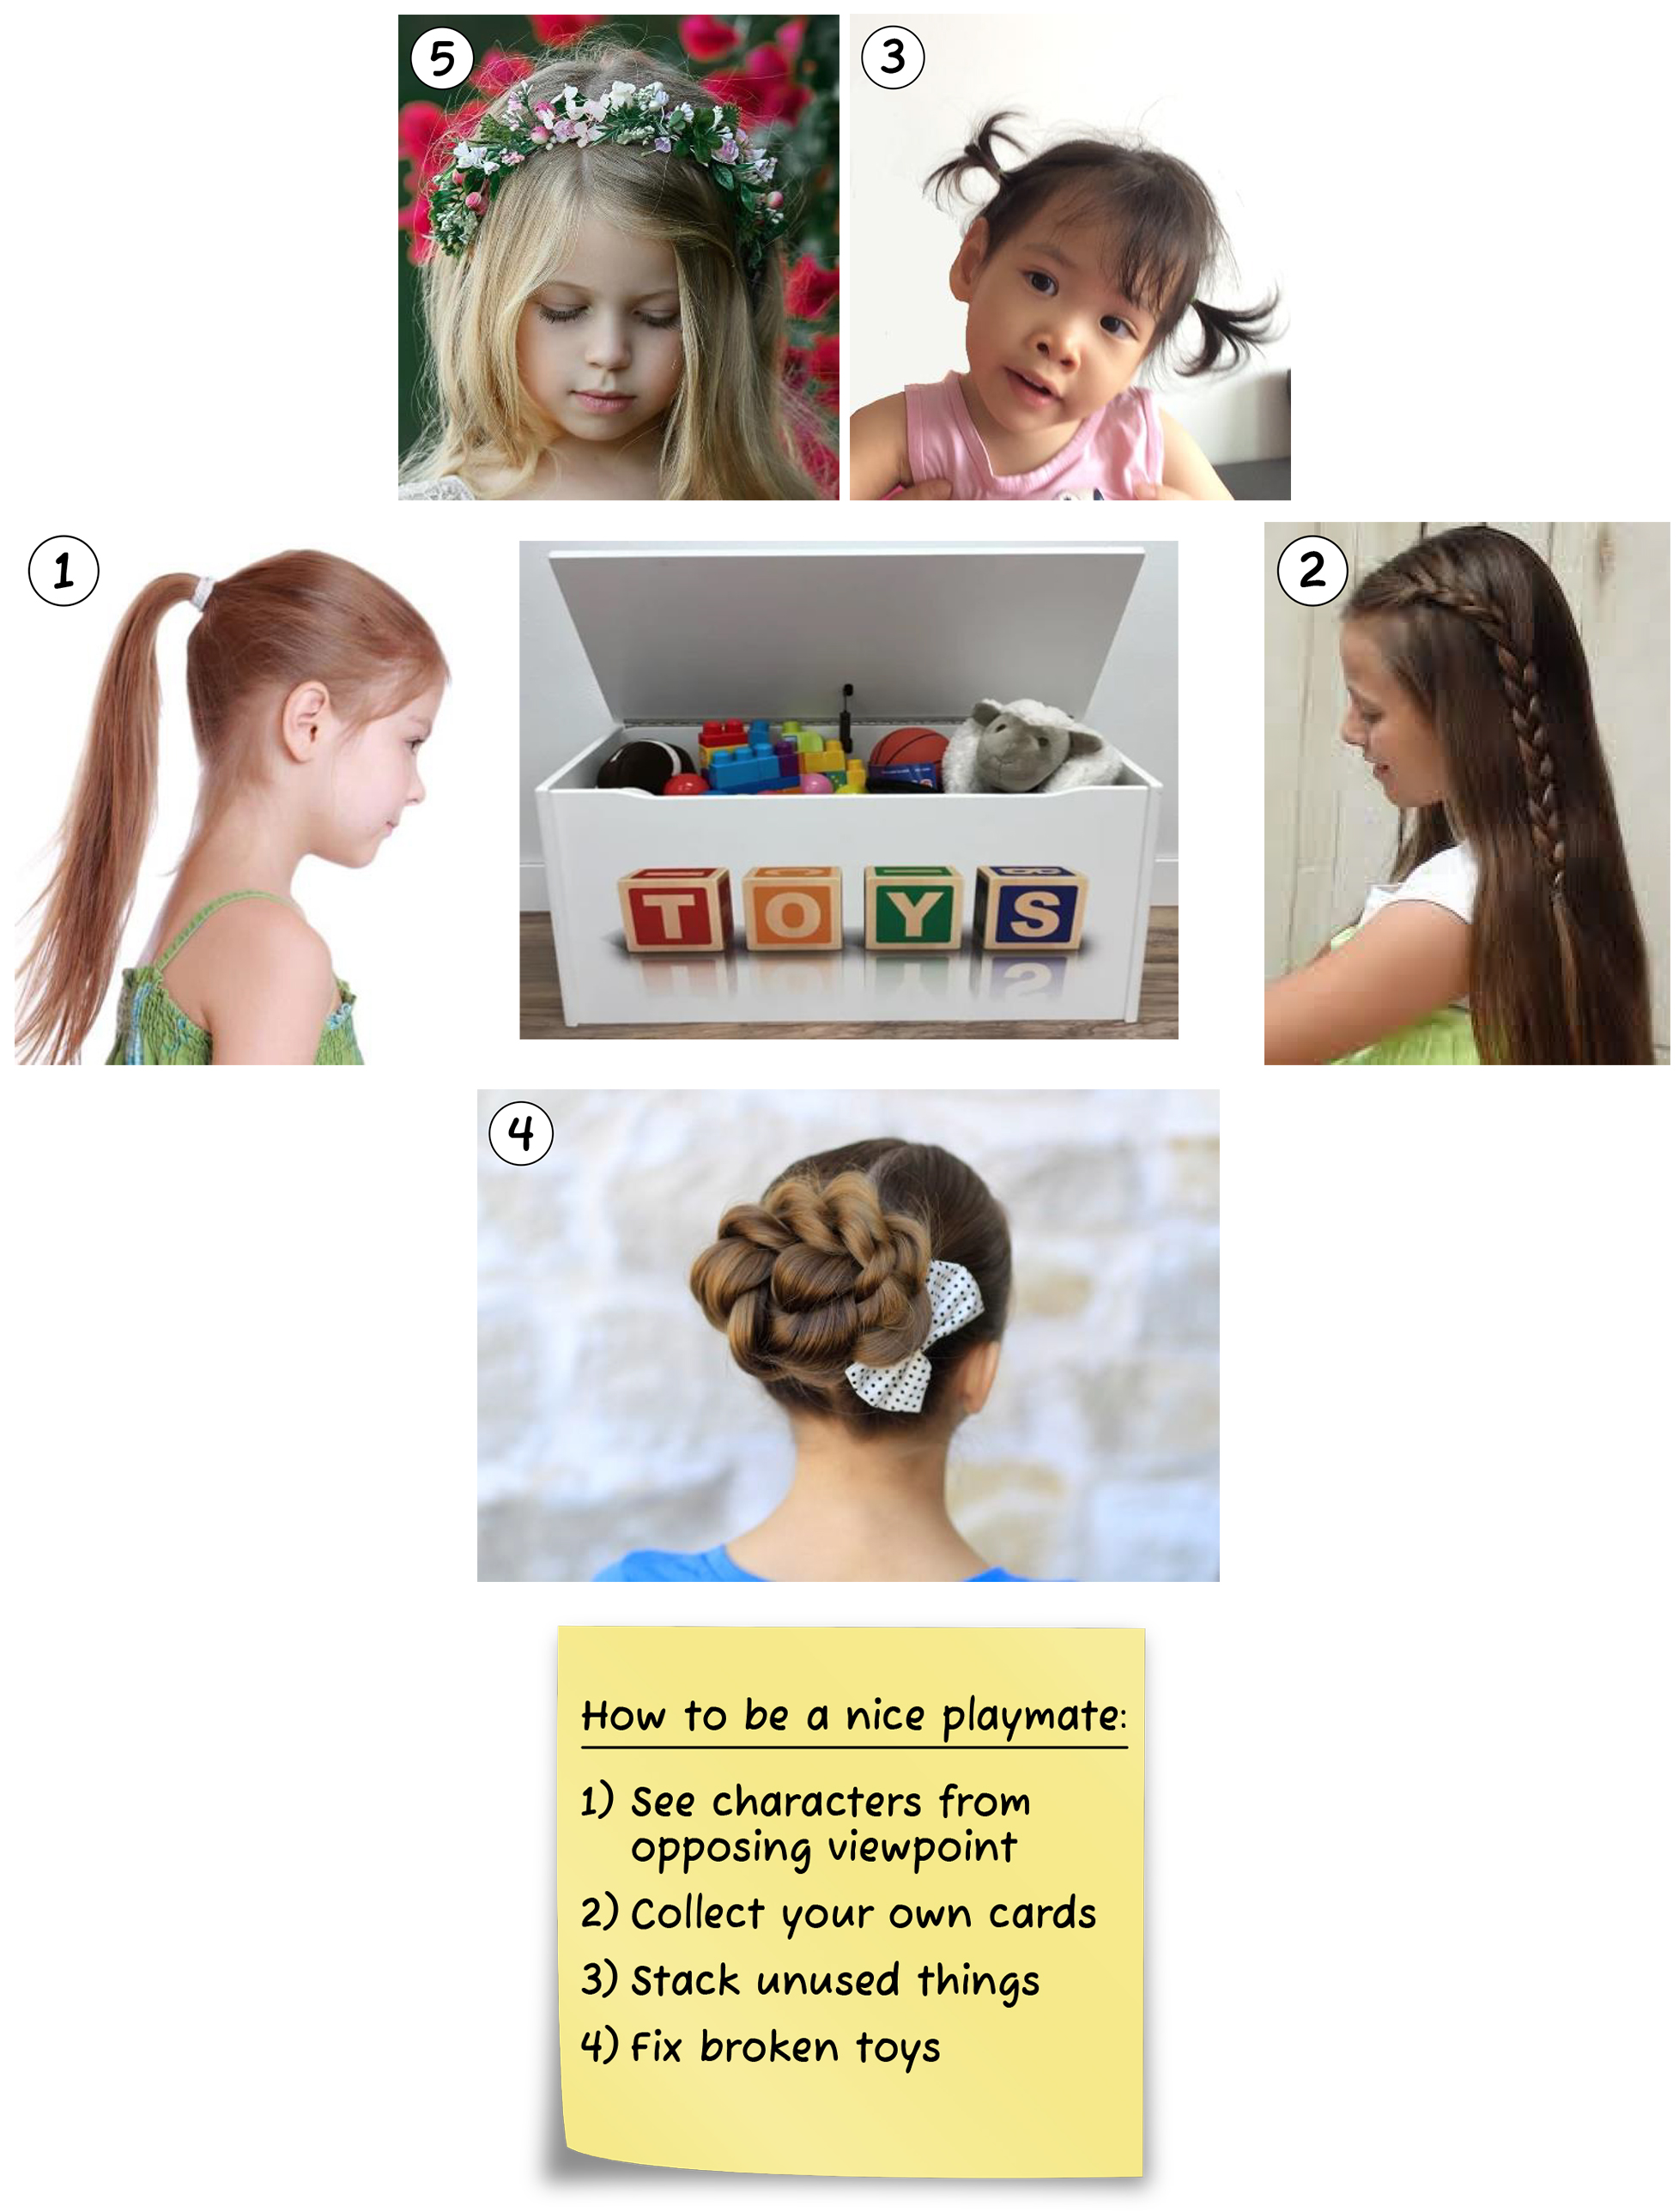 5
3
1
2
TOYS
4
How to be a nice playmate:
1) See characters from
opposing viewpoint
2) Collect your own cards
3) Stack unused things
4) Fix broken toys